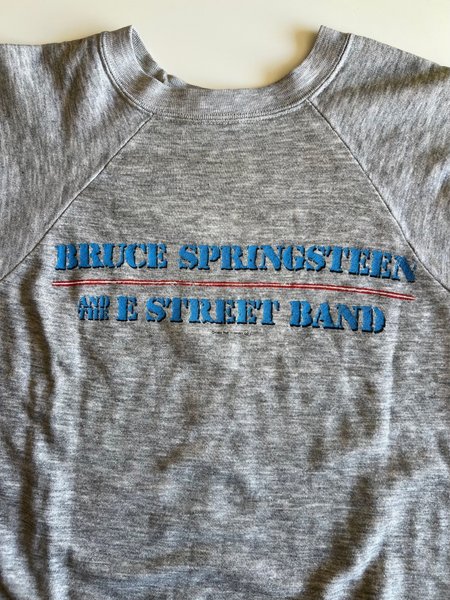 BRUCE SPRINGSTEEN
AND THE E STREET BAND